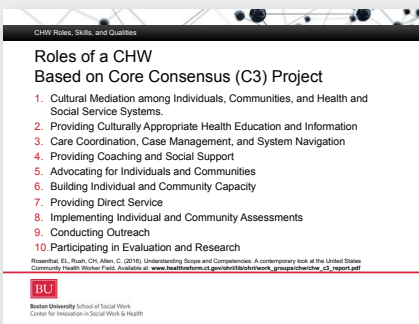 CHW Roles, Skills, and Qualities
Roles of a CHW
Based on Core Consensus (C3) Project
1. Cultural Mediation among Individuals, Communities, and Health and
Social Service Systems.
2. Providing Culturally Appropriate Health Education and Information
3. Care Coordination, Case Management, and System Navigation
4. Providing Coaching and Social Support
5. Advocating for Individuals and Communities
6. Building Individual and Community Capacity
7. Providing Direct Service
8. Implementing Individual and Community Assessments
9. Conducting Outreach
10. Participating in Evaluation and Research
Rosenthal, EL, Rush, CH, Allen, C. (2016). Understanding Scope and Competencies: A contemporary look at the United States
Community Health Worker Field. Available at: www.healthreform.ct.gov/ohri/lib/ohri/work_groups/chw/chw_c3_report.pdf
BU
Boston University School of Social Work
Center for Innovation in Social Work & Health